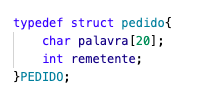 typedef struct pedido{
char palavra[20];
int remetente;
}PEDIDO;